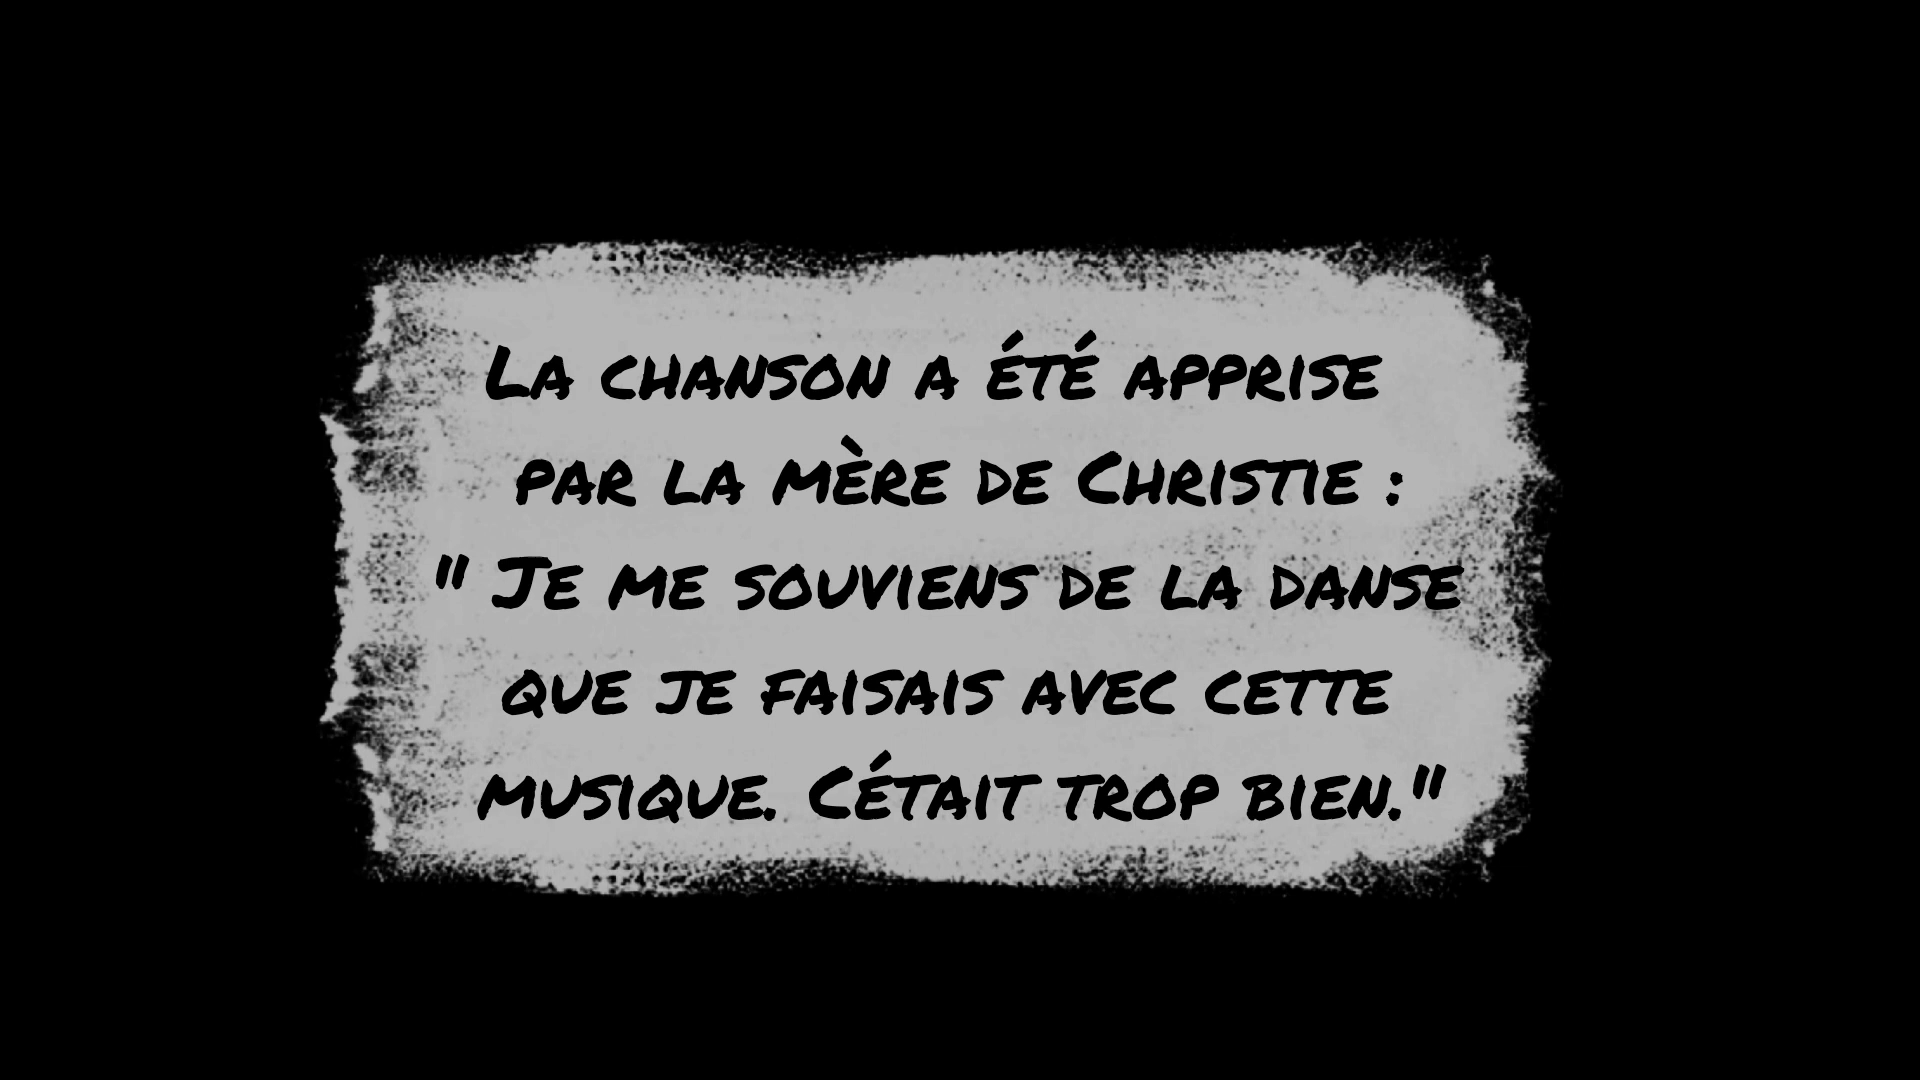 La chanson a été apprise
par la mère de Christie :
" Je me souviens de la danse
que je faisais avec cette
musique. Cétait trop bien."